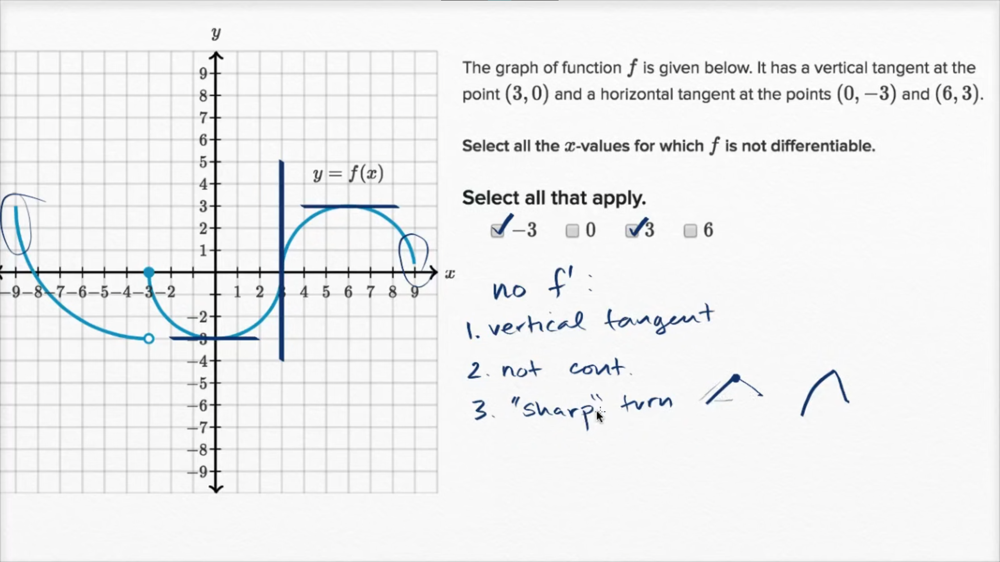 y
9
8
7
6
5
y = f(x)
4
3
2
1
x
−9 −8 −7 −6 −5 −4 −3 −2 1 2 3 4 5 6 7 8 9
−2
−3
−4
−5
−6
−7
−8
−9
The graph of function f is given below. It has a vertical tangent at the
point (3, 0) and a horizontal tangent at the points (0, −3) and (6, 3).
Select all the x-values for which f is not differentiable.
Select all that apply.
−3 0 3 6
no f' :
1. vertical tangent
2. not cont.
3. "sharp" turn